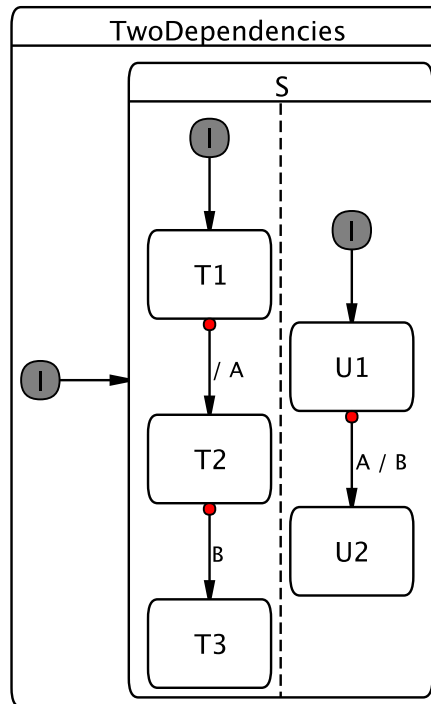 TwoDependencies
S
I
T1
/ A
T2
B
T3
I
U1
A / B
U2
I